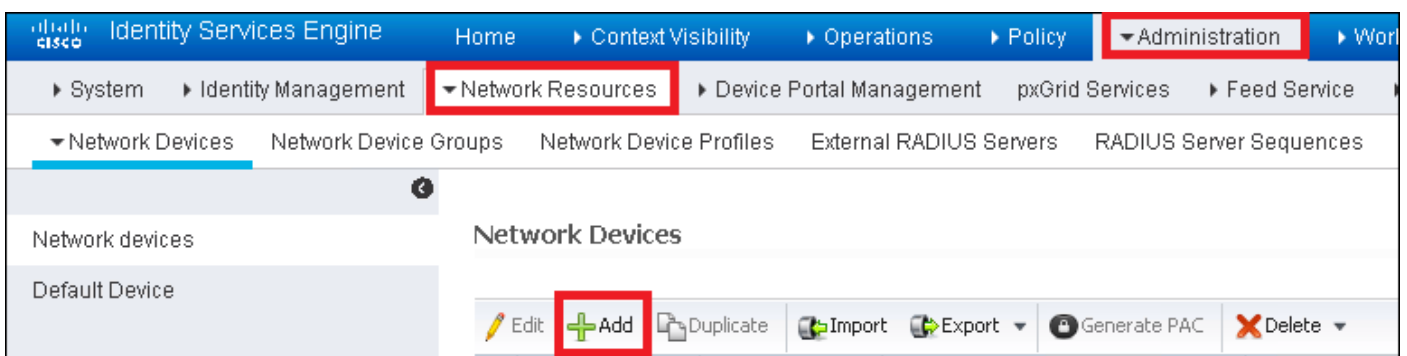 cisco Identity Services Engine Home Context Visibility Operations Policy Administration
System Identity Management Network Resources Device Portal Management pxGrid Services Feed Service
Network Devices Network Device Groups Network Device Profiles External RADIUS Servers RADIUS Server Sequences
Network devices
Default Device
Network Devices
Edit Add Duplicate Import Export Generate PAC Delete